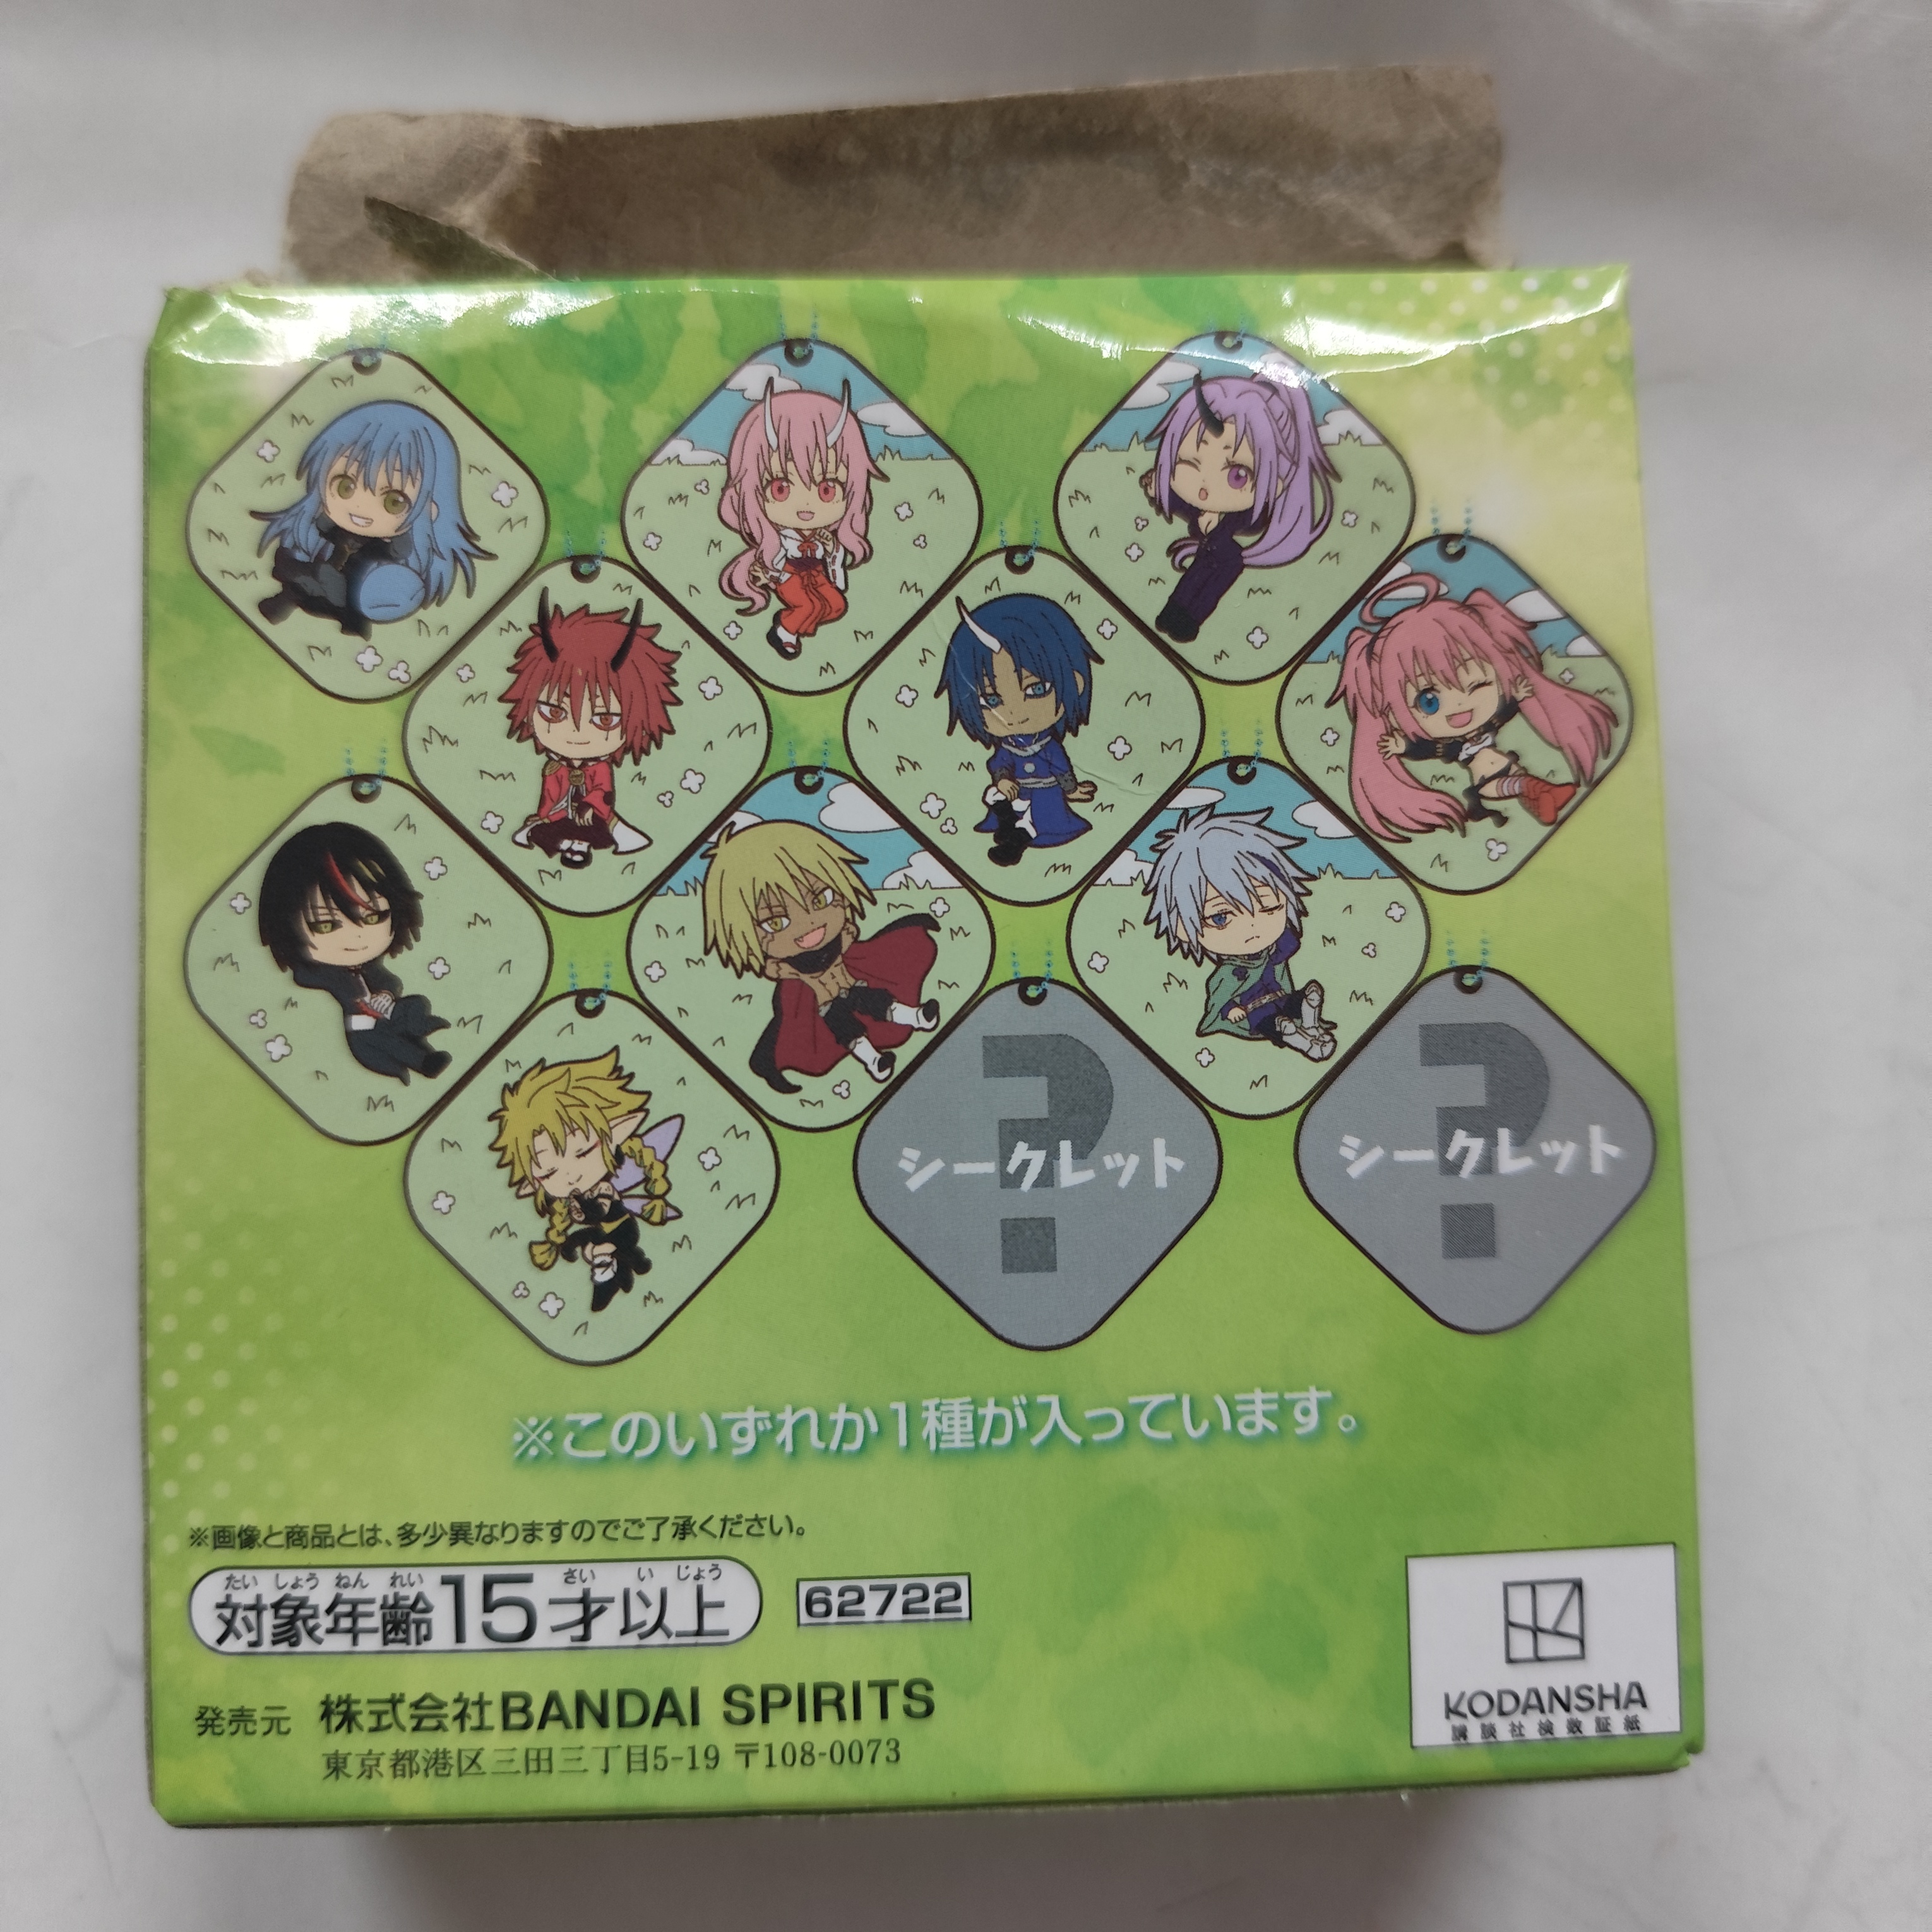 ?
シークレット
?
シークレット
※このいずれか1種が入っています。
※画像と商品とは、多少異なりますのでご了承ください。
たいしょうねんれい さいいじょう
対象年齢15才以上
62722
発売元 株式会社BANDAI SPIRITS
東京都港区三田三丁目5-19 〒108-0073
KODANSHA
講談社検数証紙